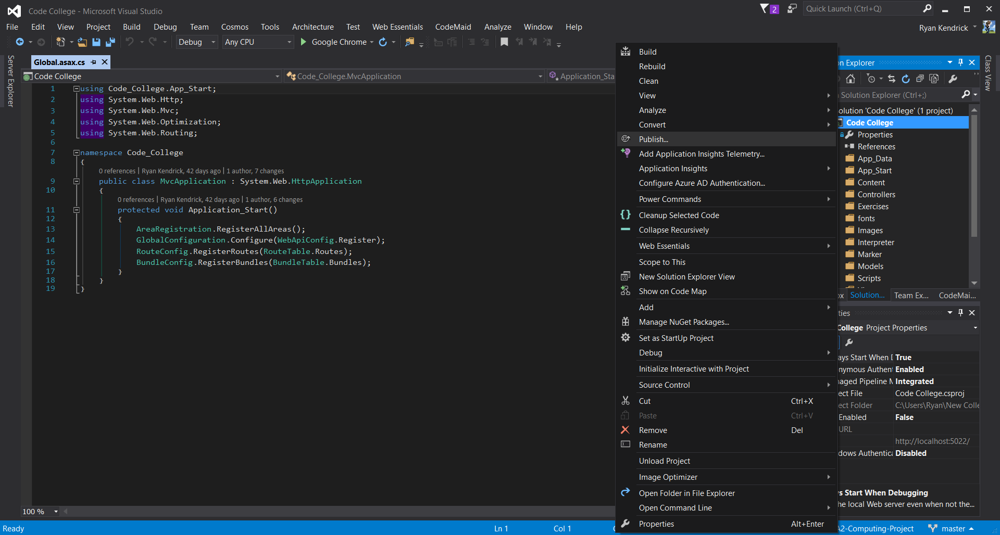 Code College - Microsoft Visual Studio
2
Quick Launch (Ctrl+Q)
File Edit View Project Build Debug Team Cosmos Tools Architecture Test Web Essentials CodeMaid Analyze Window Help
Ryan Kendrick
Debug Any CPU Google Chrome
Server Explorer
Global.asax.cs
Code College Code_College.MvcApplication Application_Sta
1 using Code_College.App_Start;
2 using System.Web.Http;
3 using System.Web.Mvc;
4 using System.Web.Optimization;
5 using System.Web.Routing;
6
7 namespace Code_College
8 {
0 references | Ryan Kendrick, 42 days ago | 1 author, 7 changes
9 public class MvcApplication : System.Web.HttpApplication
10 {
0 references | Ryan Kendrick, 42 days ago | 1 author, 6 changes
11 protected void Application_Start()
12 {
13 AreaRegistration.RegisterAllAreas();
14 GlobalConfiguration.Configure(WebApiConfig.Register);
15 RouteConfig.RegisterRoutes(RouteTable.Routes);
16 BundleConfig.RegisterBundles(BundleTable.Bundles);
17 }
18 }
19 }
100 %
Build
Rebuild
Clean
View
Analyze
Convert
Publish...
Add Application Insights Telemetry...
Application Insights
Configure Azure AD Authentication...
Power Commands
Cleanup Selected Code
Collapse Recursively
Web Essentials
Scope to This
New Solution Explorer View
Show on Code Map
Add
Manage NuGet Packages...
Set as StartUp Project
Debug
Initialize Interactive with Project
Source Control
Cut Ctrl+X
Paste Ctrl+V
Remove Del
Rename
Unload Project
Image Optimizer
Open Folder in File Explorer
Open Command Line
Properties Alt+Enter
n Explorer
Class View
Solution Explorer (Ctrl+;)
olution 'Code College' (1 project)
Code College
Properties
References
App_Data
App_Start
Content
Controllers
Exercises
fonts
Images
Interpreter
Marker
Models
Scripts
ox Solution... Team Ex... CodeMai...
ties
College Project Properties
ays Start When D True
nymous Authent Enabled
naged Pipeline M Integrated
ect File Code College.csproj
ect Folder C:\Users\Ryan\New Colle
Enabled False
URL
http://localhost:5022/
dows Authentica Disabled
s Start When Debugging
he local Web server even when not the...
Ready Ln 1 Col 1 A2-Computing-Project master